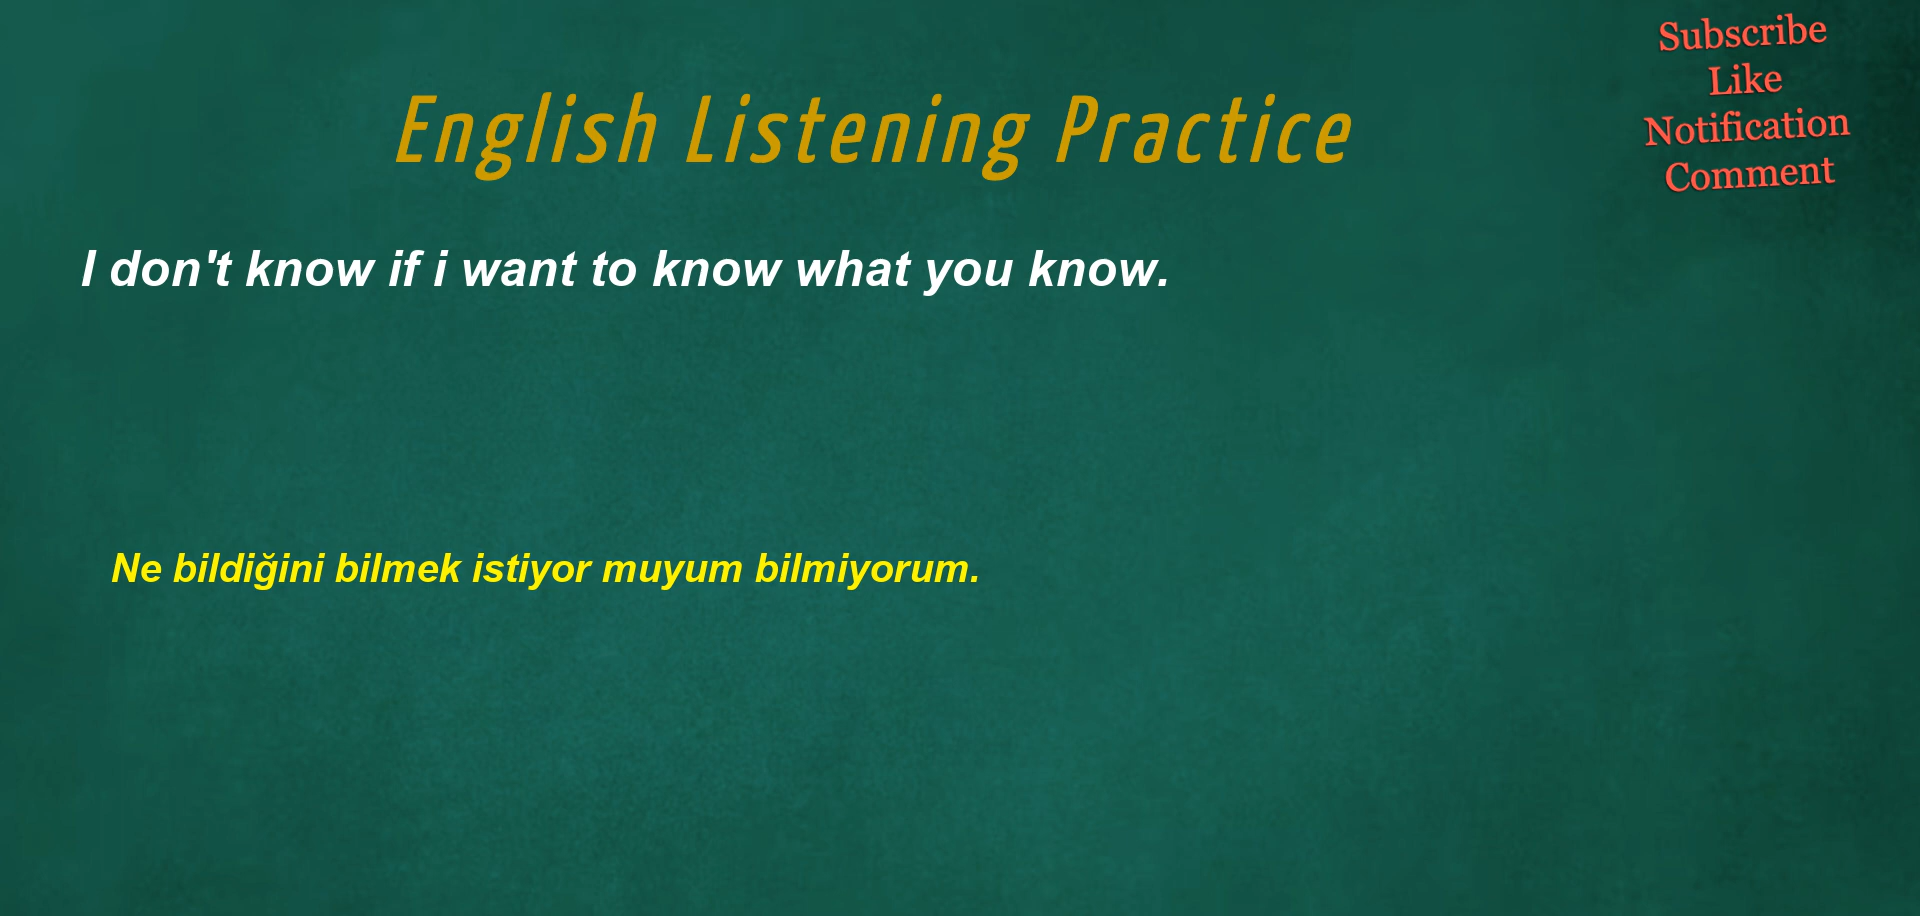 English Listening Practice
Subscribe
Like
Notification
Comment
I don't know if i want to know what you know.
Ne bildiğini bilmek istiyor muyum bilmiyorum.